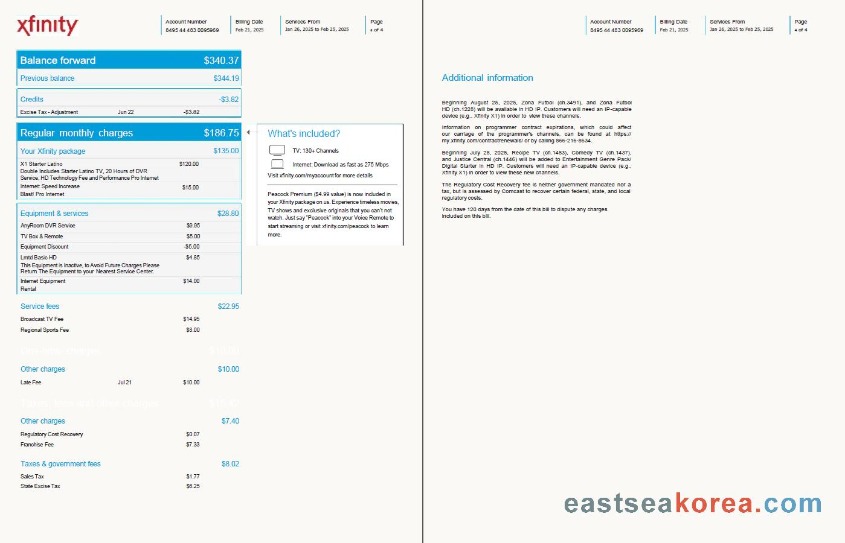 xfinity
Account Number
8495 44 463 0095969
Billing Date
Feb 21, 2025
Services From
Jan 26, 2025 to Feb 25, 2025
Page
4 of 4
Balance forward $340.37
Previous balance $344.19
Credits -$3.82
Excise Tax - Adjustment Jun 22 -$3.82
Regular monthly charges $186.75
Your Xfinity package $135.00
X1 Starter Latino $120.00
Double Includes Starter Latino TV, 20 Hours of DVR
Service, HD Technology Fee and Performance Pro Internet
Internet Speed Increase $15.00
Blast! Pro Internet
Equipment & services $28.80
AnyRoom DVR Service
TV Box & Remote $5.00
Equipment Discount -$5.00
Lmtd Basic HD $4.85
This Equipment is Inactive, to Avoid Future Charges Please
Return The Equipment to your Nearest Service Center.
Internet Equipment $14.00
Rental
Service fees $22.95
Broadcast TV Fee $14.95
Regional Sports Fee $8.00
Other charges $10.00
Late Fee Jul 21 $10.00
Other charges $7.40
Regulatory Cost Recovery $0.07
Franchise Fee $7.33
Taxes & government fees $8.02
Sales Tax $1.77
State Excise Tax $6.25
What's included?
TV: 130+ Channels
Internet: Download as fast as 275 Mbps
Visit xfinity.com/myaccount for more details
Peacock Premium ($4.99 value) is now included in
your Xfinity package on us. Experience timeless movies,
TV shows and exclusive originals that you can't not
watch. Just say "Peacock" into your Voice Remote to
start streaming or visit xfinity.com/peacock to learn
more.
Account Number
8495 44 463 0095969
Billing Date
Feb 21, 2025
Services From
Jan 26, 2025 to Feb 25, 2025
Page
4 of 4
Additional information
Beginning August 26, 2025, Zona Futbol (ch.3491), and Zona Futbol
HD (ch.1228) will be available in HD IP. Customers will need an IP-capable
device (e.g., Xfinity X1) in order to view these channels.
Information on programmer contract expirations, which could affect
our carriage of the programmer's channels, can be found at https://
my.xfinity.com/contractrenewals/ or by calling 866-216-8634.
Beginning July 28, 2025, Recipe TV (ch.1483), Comedy TV (ch.1437),
and Justice Central (ch.1446) will be added to Entertainment Genre Pack/
Digital Starter in HD IP. Customers will need an IP-capable device (e.g.,
Xfinity X1) in order to view these new channels.
The Regulatory Cost Recovery fee is neither government mandated nor a
tax, but is assessed by Comcast to recover certain federal, state, and local
regulatory costs.
You have 120 days from the date of this bill to dispute any charges
included on this bill.
eastseakorea.com